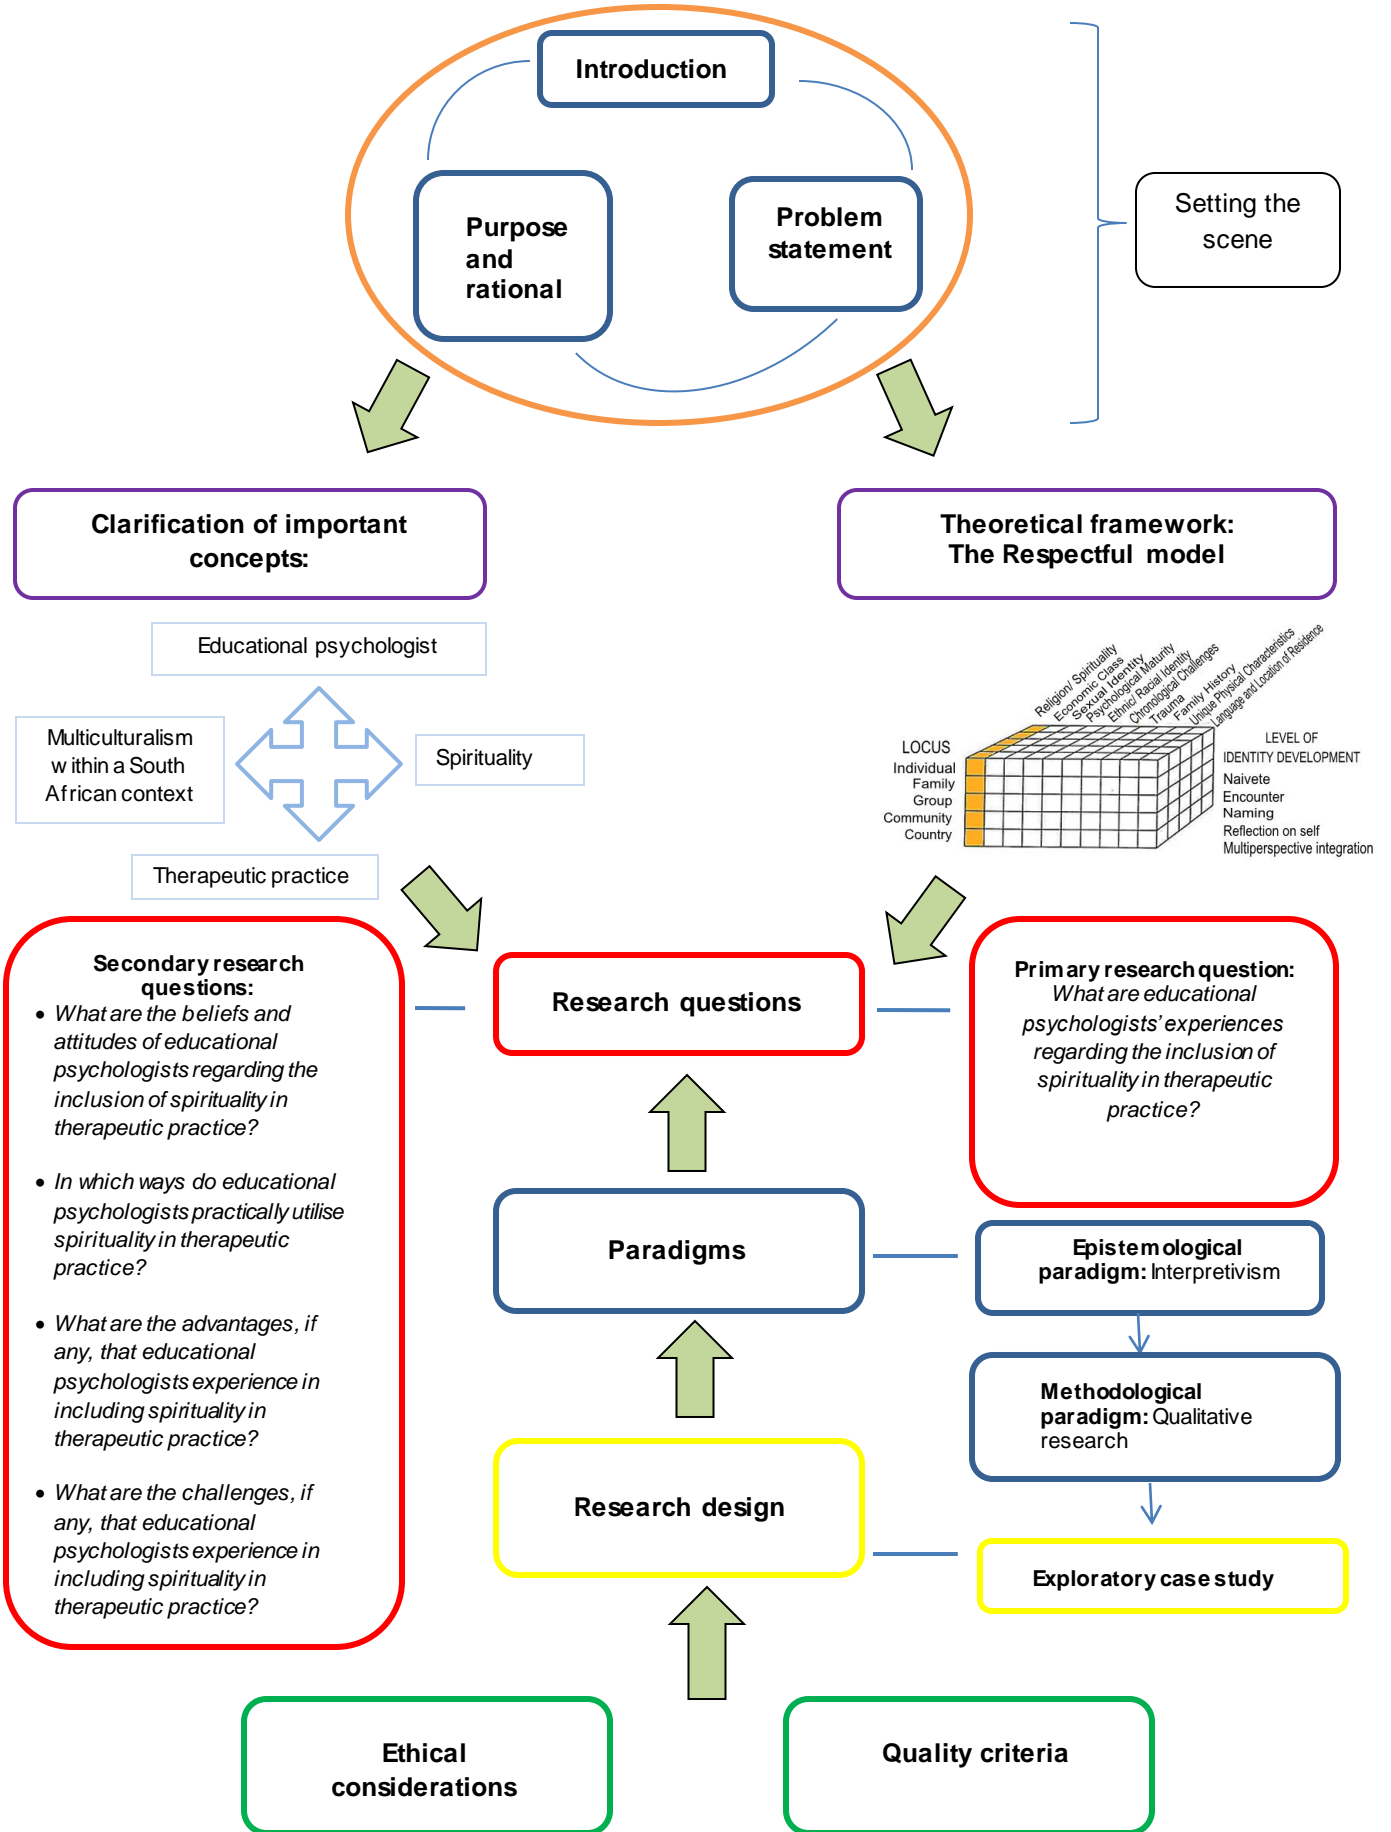 Introduction
Purpose
and
rational
Problem
statement
Setting the
scene
Clarification of important
concepts:
Theoretical framework:
The Respectful model
Educational psychologist
Multiculturalism
within a South
African context
Spirituality
Therapeutic practice
Religion/ Spirituality
Economic Class
Sexual Identity
Psychological Maturity
Ethnic/ Racial Identity
Chronological Challenges
Trauma
Family History
Unique Physical Characteristics
Language and Location of Residence
LOCUS
Individual
Family
Group
Community
Country
LEVEL OF
IDENTITY DEVELOPMENT
Naivete
Encounter
Naming
Reflection on self
Multiperspective integration
Secondary research
questions:
• What are the beliefs and
attitudes of educational
psychologists regarding the
inclusion of spirituality in
therapeutic practice?
• In which ways do educational
psychologists practically utilise
spirituality in therapeutic
practice?
• What are the advantages, if
any, that educational
psychologists experience in
including spirituality in
therapeutic practice?
• What are the challenges, if
any, that educational
psychologists experience in
including spirituality in
therapeutic practice?
Research questions
Primary research question:
What are educational
psychologists’ experiences
regarding the inclusion of
spirituality in therapeutic
practice?
Paradigms
Epistemological
paradigm: Interpretivism
Methodological
paradigm: Qualitative
research
Research design
Exploratory case study
Ethical
considerations
Quality criteria